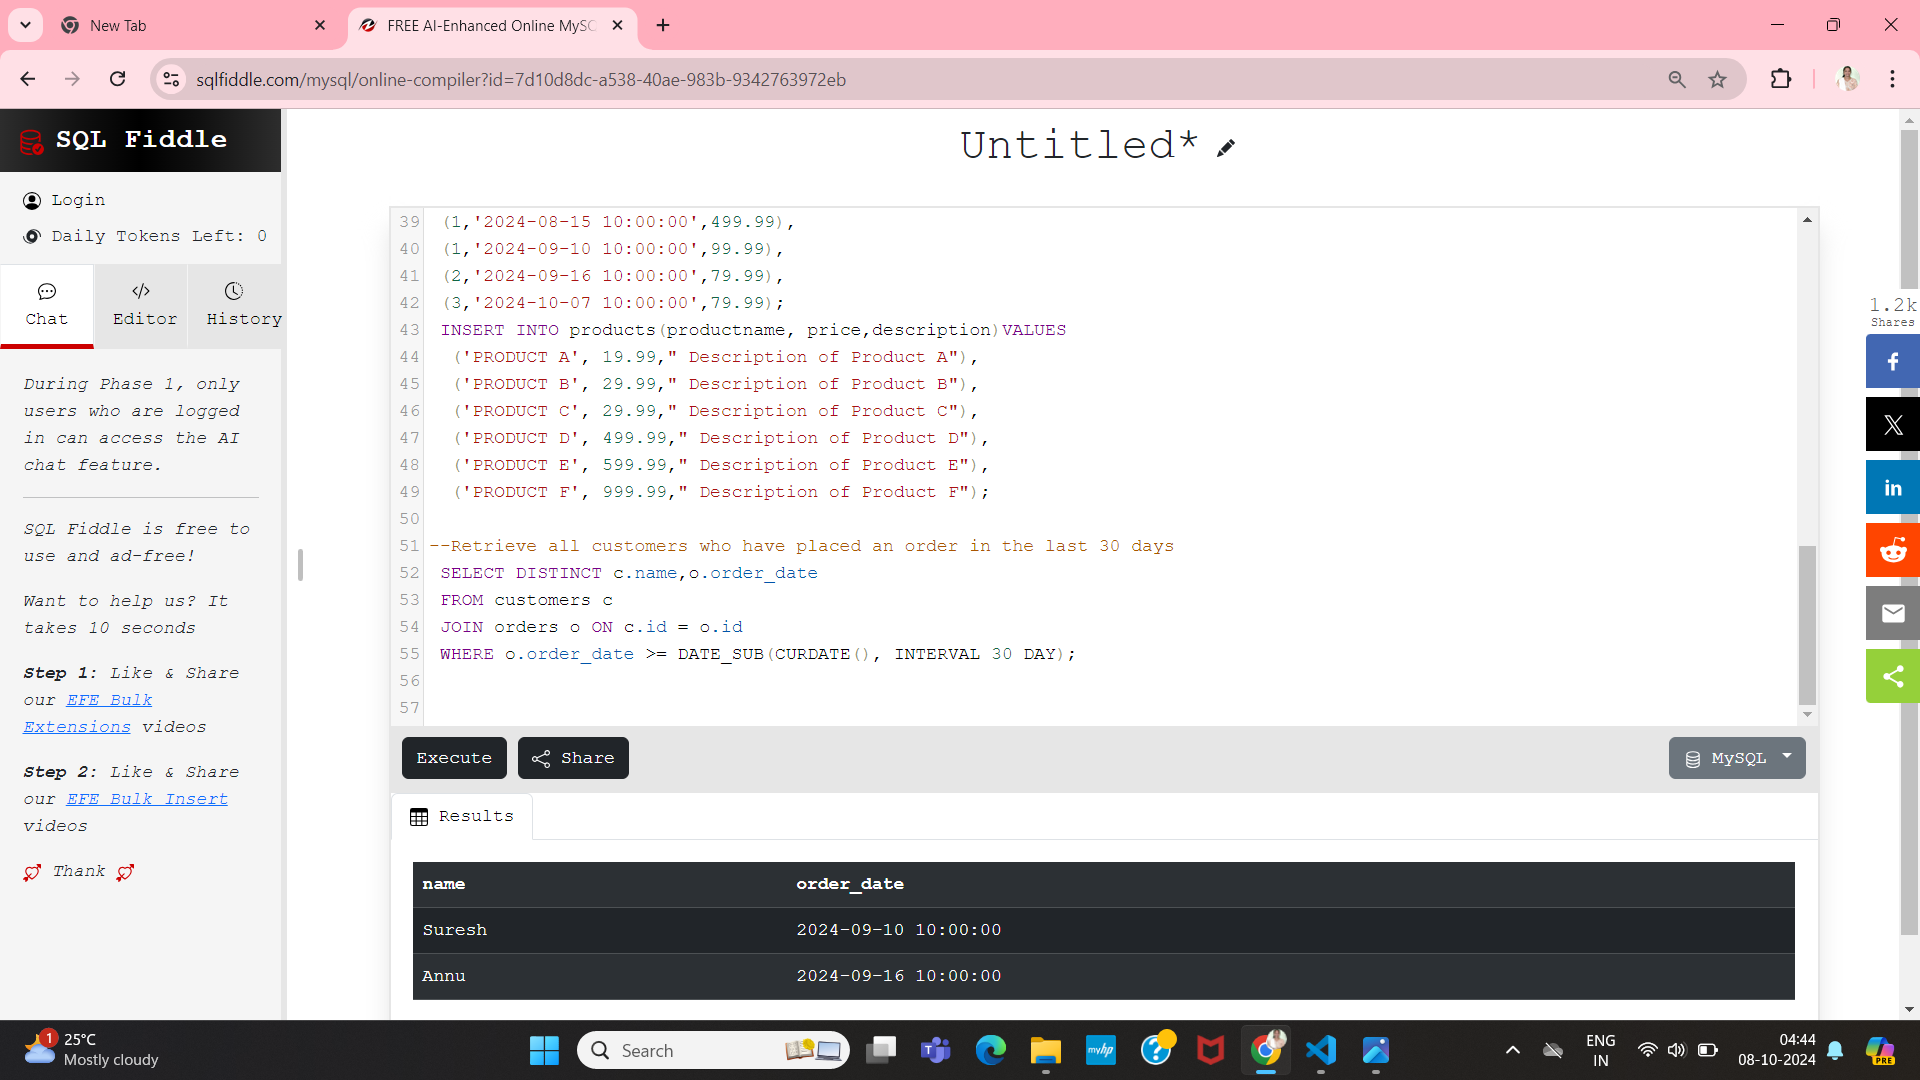 New Tab
FREE AI-Enhanced Online MySC
sqlfiddle.com/mysql/online-compiler?id=7d10d8dc-a538-40ae-983b-9342763972eb
SQL Fiddle
Login
Daily Tokens Left: 0
Chat
Editor
History
During Phase 1, only
users who are logged
in can access the AI
chat feature.
SQL Fiddle is free to
use and ad-free!
Want to help us? It
takes 10 seconds
Step 1: Like & Share
our EFE Bulk
Extensions videos
Step 2: Like & Share
our EFE Bulk Insert
videos
Thank
Untitled*
39 (1,'2024-08-15 10:00:00',499.99),
40 (1,'2024-09-10 10:00:00',99.99),
41 (2,'2024-09-16 10:00:00',79.99),
42 (3,'2024-10-07 10:00:00',79.99);
43 INSERT INTO products(productname, price,description)VALUES
44 ('PRODUCT A', 19.99," Description of Product A"),
45 ('PRODUCT B', 29.99," Description of Product B"),
46 ('PRODUCT C', 29.99," Description of Product C"),
47 ('PRODUCT D', 499.99," Description of Product D"),
48 ('PRODUCT E', 599.99," Description of Product E"),
49 ('PRODUCT F', 999.99," Description of Product F");
50
51 --Retrieve all customers who have placed an order in the last 30 days
52 SELECT DISTINCT c.name,o.order_date
53 FROM customers c
54 JOIN orders o ON c.id = o.id
55 WHERE o.order_date >= DATE_SUB(CURDATE(), INTERVAL 30 DAY);
56
57
Execute
Share
MySQL
Results
name order_date
Suresh 2024-09-10 10:00:00
Annu 2024-09-16 10:00:00
1.2k
Shares
f
X
in
1
25°C
Mostly cloudy
Search
myhp
ENG
IN
04:44
08-10-2024
PRE